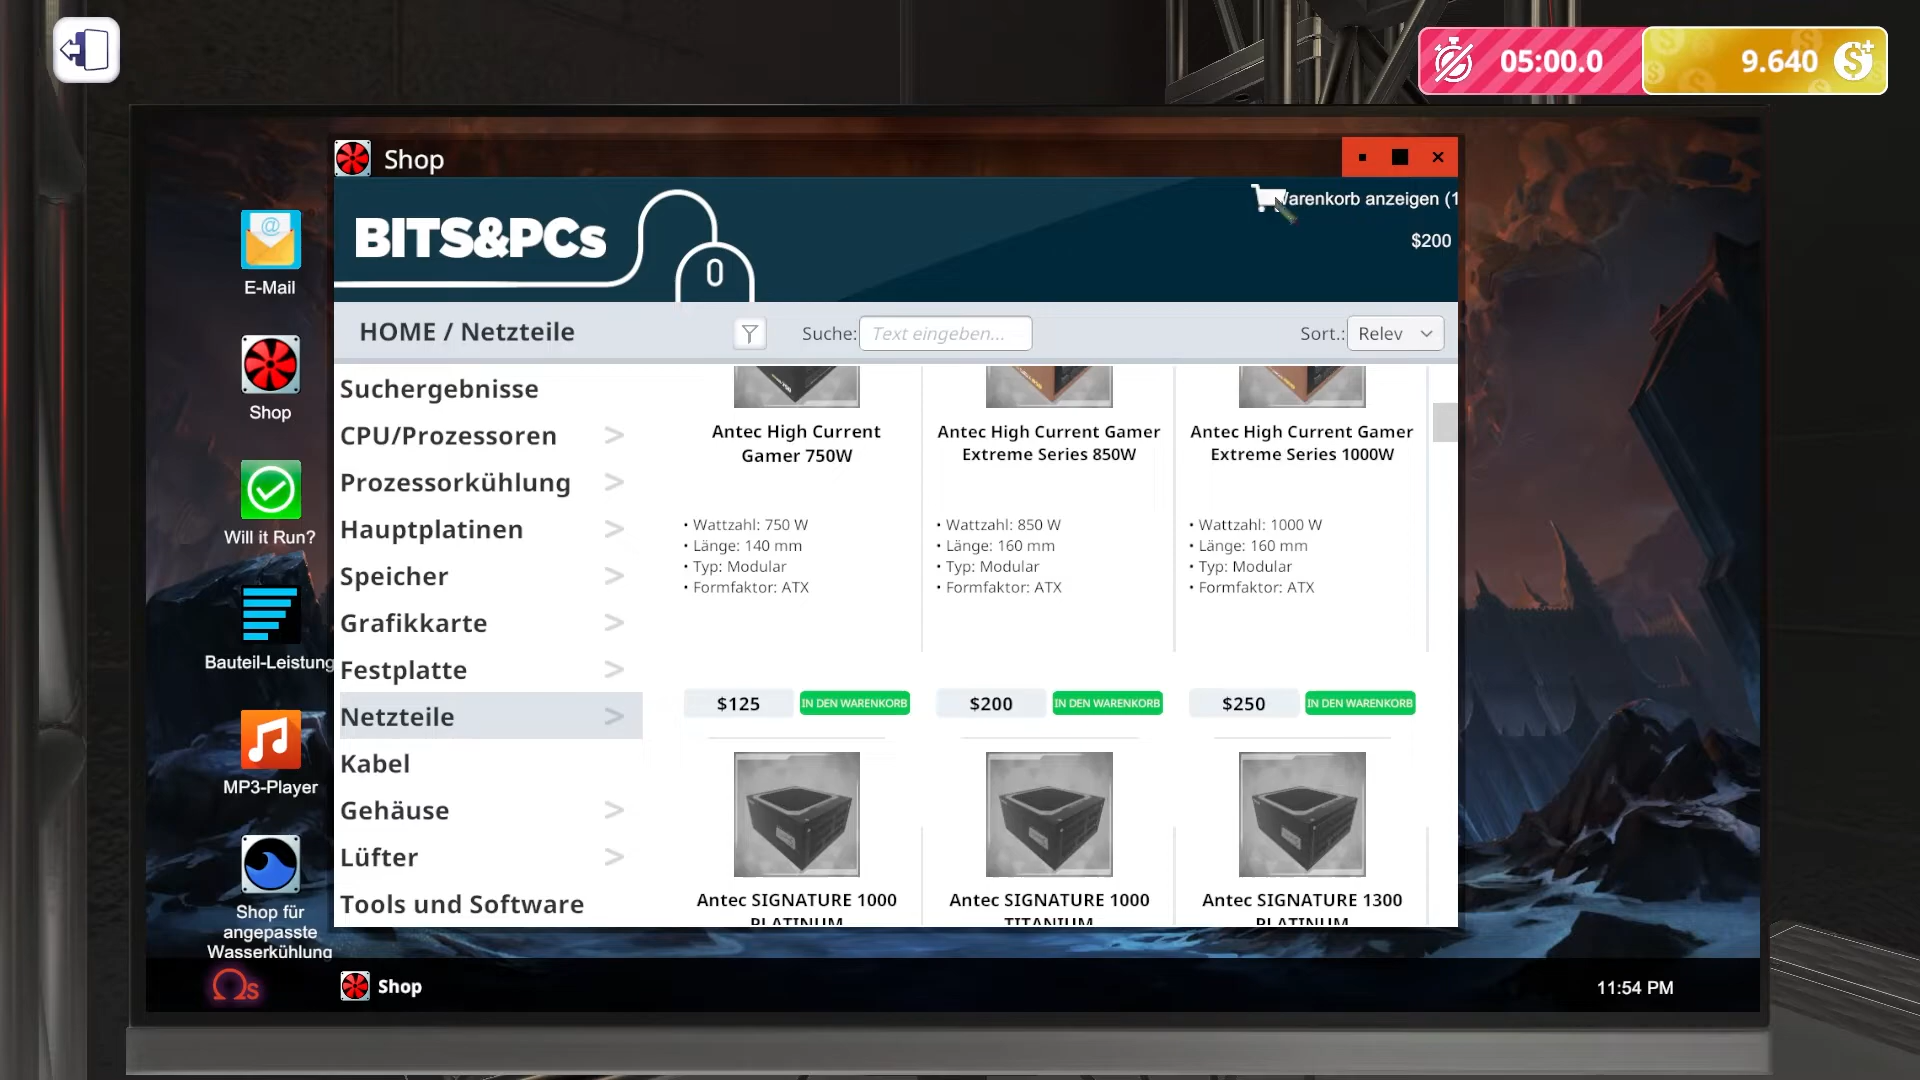 05:00.0
9.640
Shop
Warenkorb anzeigen (1
$200
BITS&PCs
HOME / Netzteile
Suche:
Text eingeben...
Sort.:
Relev
E-Mail
Shop
Will it Run?
Bauteil-Leistung
MP3-Player
Shop für
angepasste
Wasserkühlung
Suchergebnisse
CPU/Prozessoren >
Prozessorkühlung >
Hauptplatinen >
Speicher >
Grafikkarte >
Festplatte >
Netzteile >
Kabel
Gehäuse >
Lüfter >
Tools und Software
Antec High Current
Gamer 750W
• Wattzahl: 750 W
• Länge: 140 mm
• Typ: Modular
• Formfaktor: ATX
$125
IN DEN WARENKORB
Antec High Current Gamer
Extreme Series 850W
• Wattzahl: 850 W
• Länge: 160 mm
• Typ: Modular
• Formfaktor: ATX
$200
IN DEN WARENKORB
Antec High Current Gamer
Extreme Series 1000W
• Wattzahl: 1000 W
• Länge: 160 mm
• Typ: Modular
• Formfaktor: ATX
$250
IN DEN WARENKORB
Antec SIGNATURE 1000
PLATINUM
Antec SIGNATURE 1000
TITANIUM
Antec SIGNATURE 1300
PLATINUM
Ωs
Shop
11:54 PM